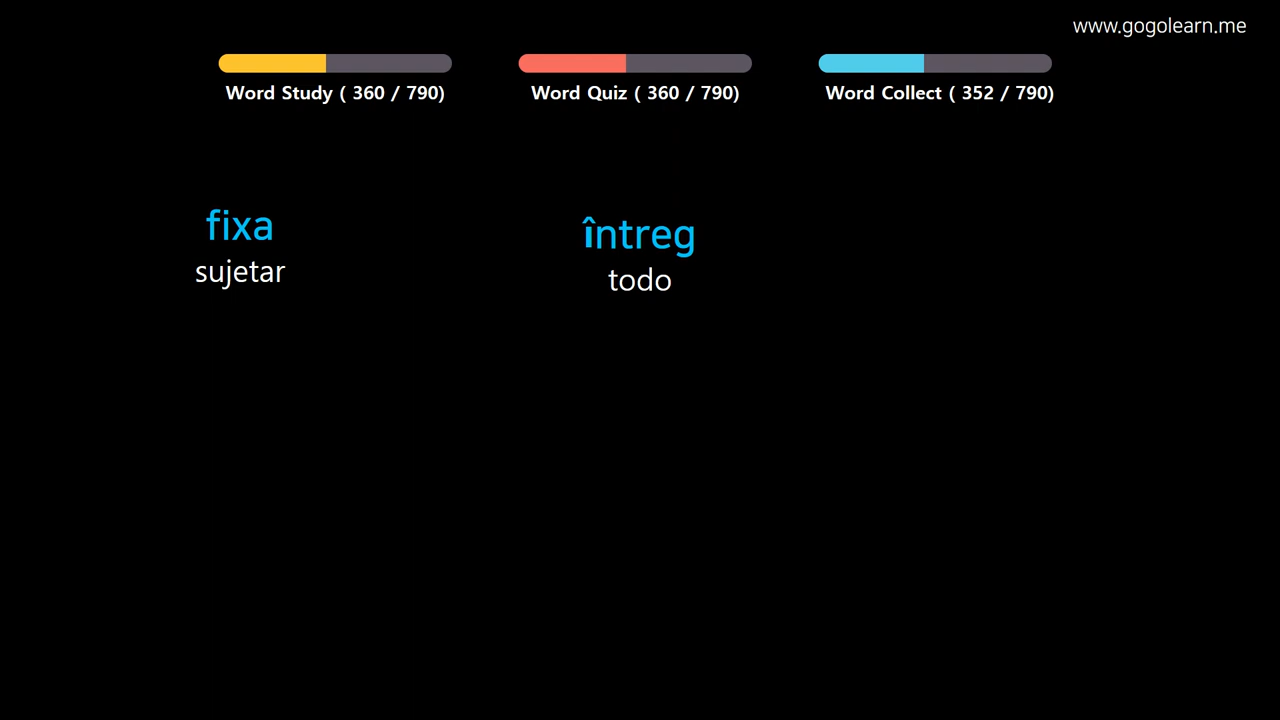 www.gogolearn.me
Word Study ( 360 / 790)
Word Quiz ( 360 / 790)
Word Collect ( 352 / 790)
fixa
sujetar
întreg
todo